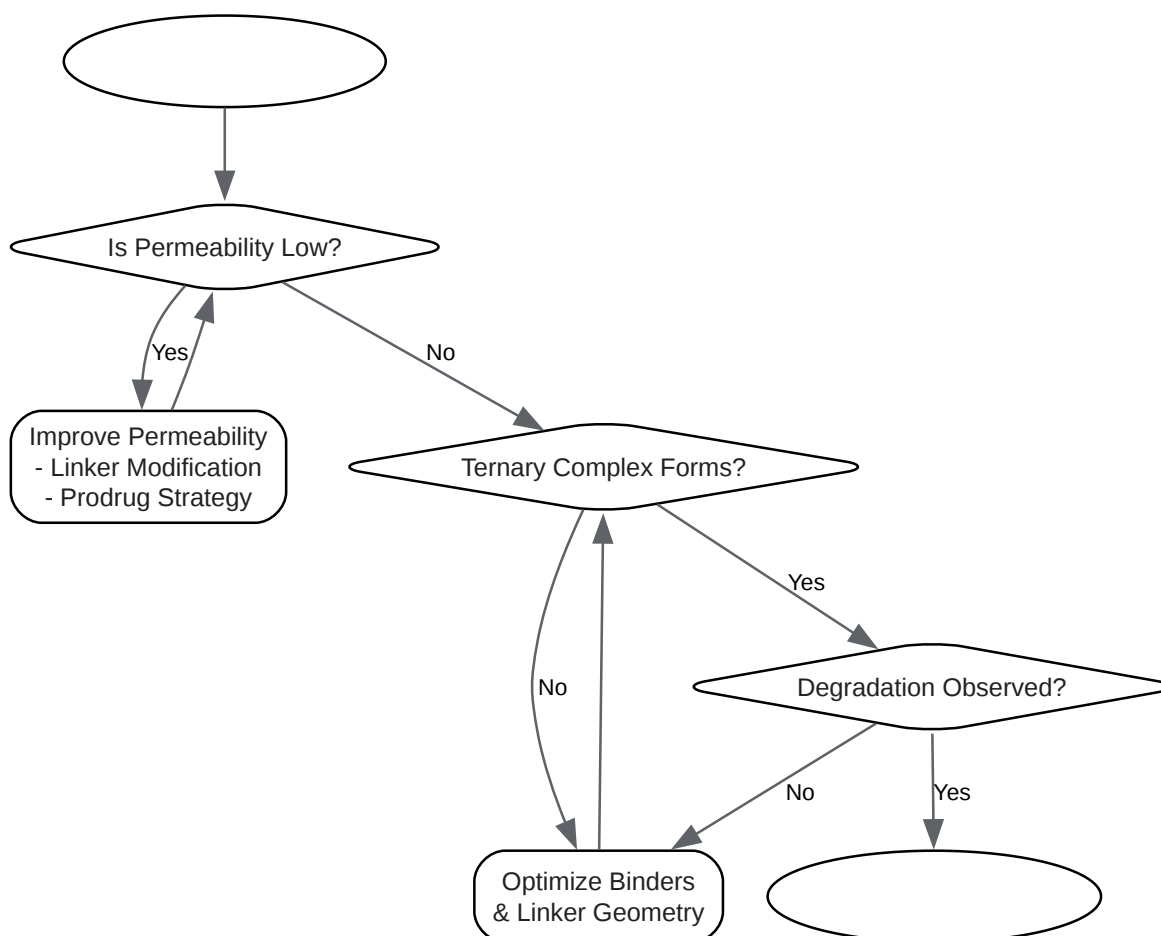 Is Permeability Low?
Yes
No
Improve Permeability
- Linker Modification
- Prodrug Strategy
Ternary Complex Forms?
Yes
No
Degradation Observed?
No
Yes
Optimize Binders
& Linker Geometry